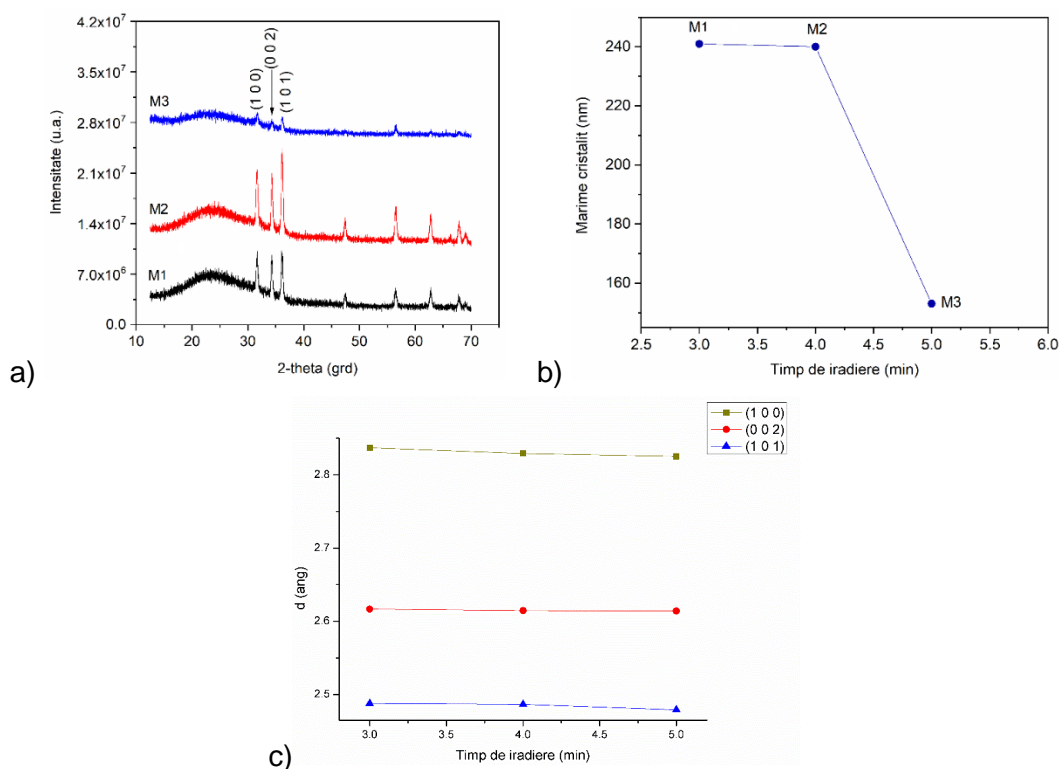 4.2x10⁷
3.5x10⁷
2.8x10⁷
2.1x10⁷
1.4x10⁷
7.0x10⁶
0.0
Intensitate (u.a.)
M3
M2
M1
(1 0 0)
(0 0 2)
(1 0 1)
10 20 30 40 50 60 70
2-theta (grd)
a)
240
220
200
180
160
Marime cristalit (nm)
M1
M2
M3
2.5 3.0 3.5 4.0 4.5 5.0 5.5 6.0
Timp de iradiere (min)
b)
(1 0 0)
(0 0 2)
(1 0 1)
2.8
2.7
2.6
2.5
d (ang)
3.0 3.5 4.0 4.5 5.0
Timp de iradiere (min)
c)